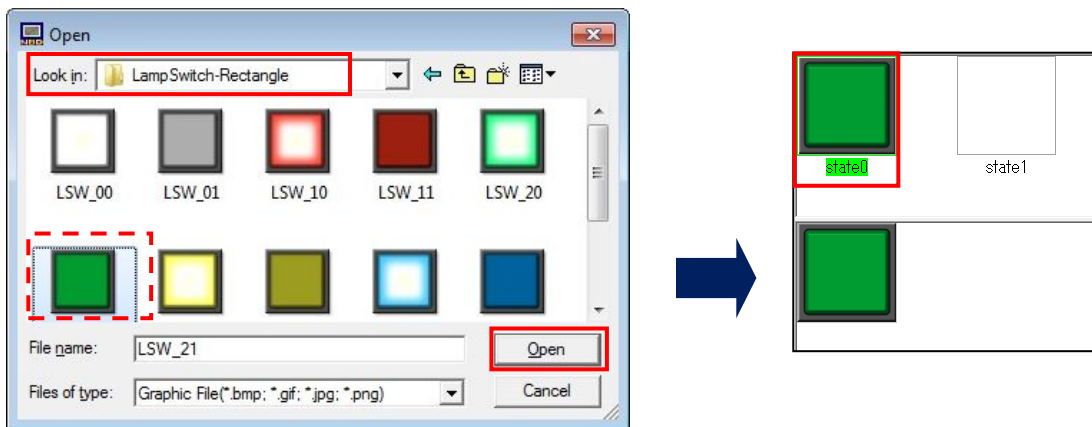 Open
Look in: LampSwitch-Rectangle
LSW_00 LSW_01 LSW_10 LSW_11 LSW_20
File name: LSW_21 Open
Files of type: Graphic File(*.bmp; *.gif; *.jpg; *.png) Cancel
state0 state1